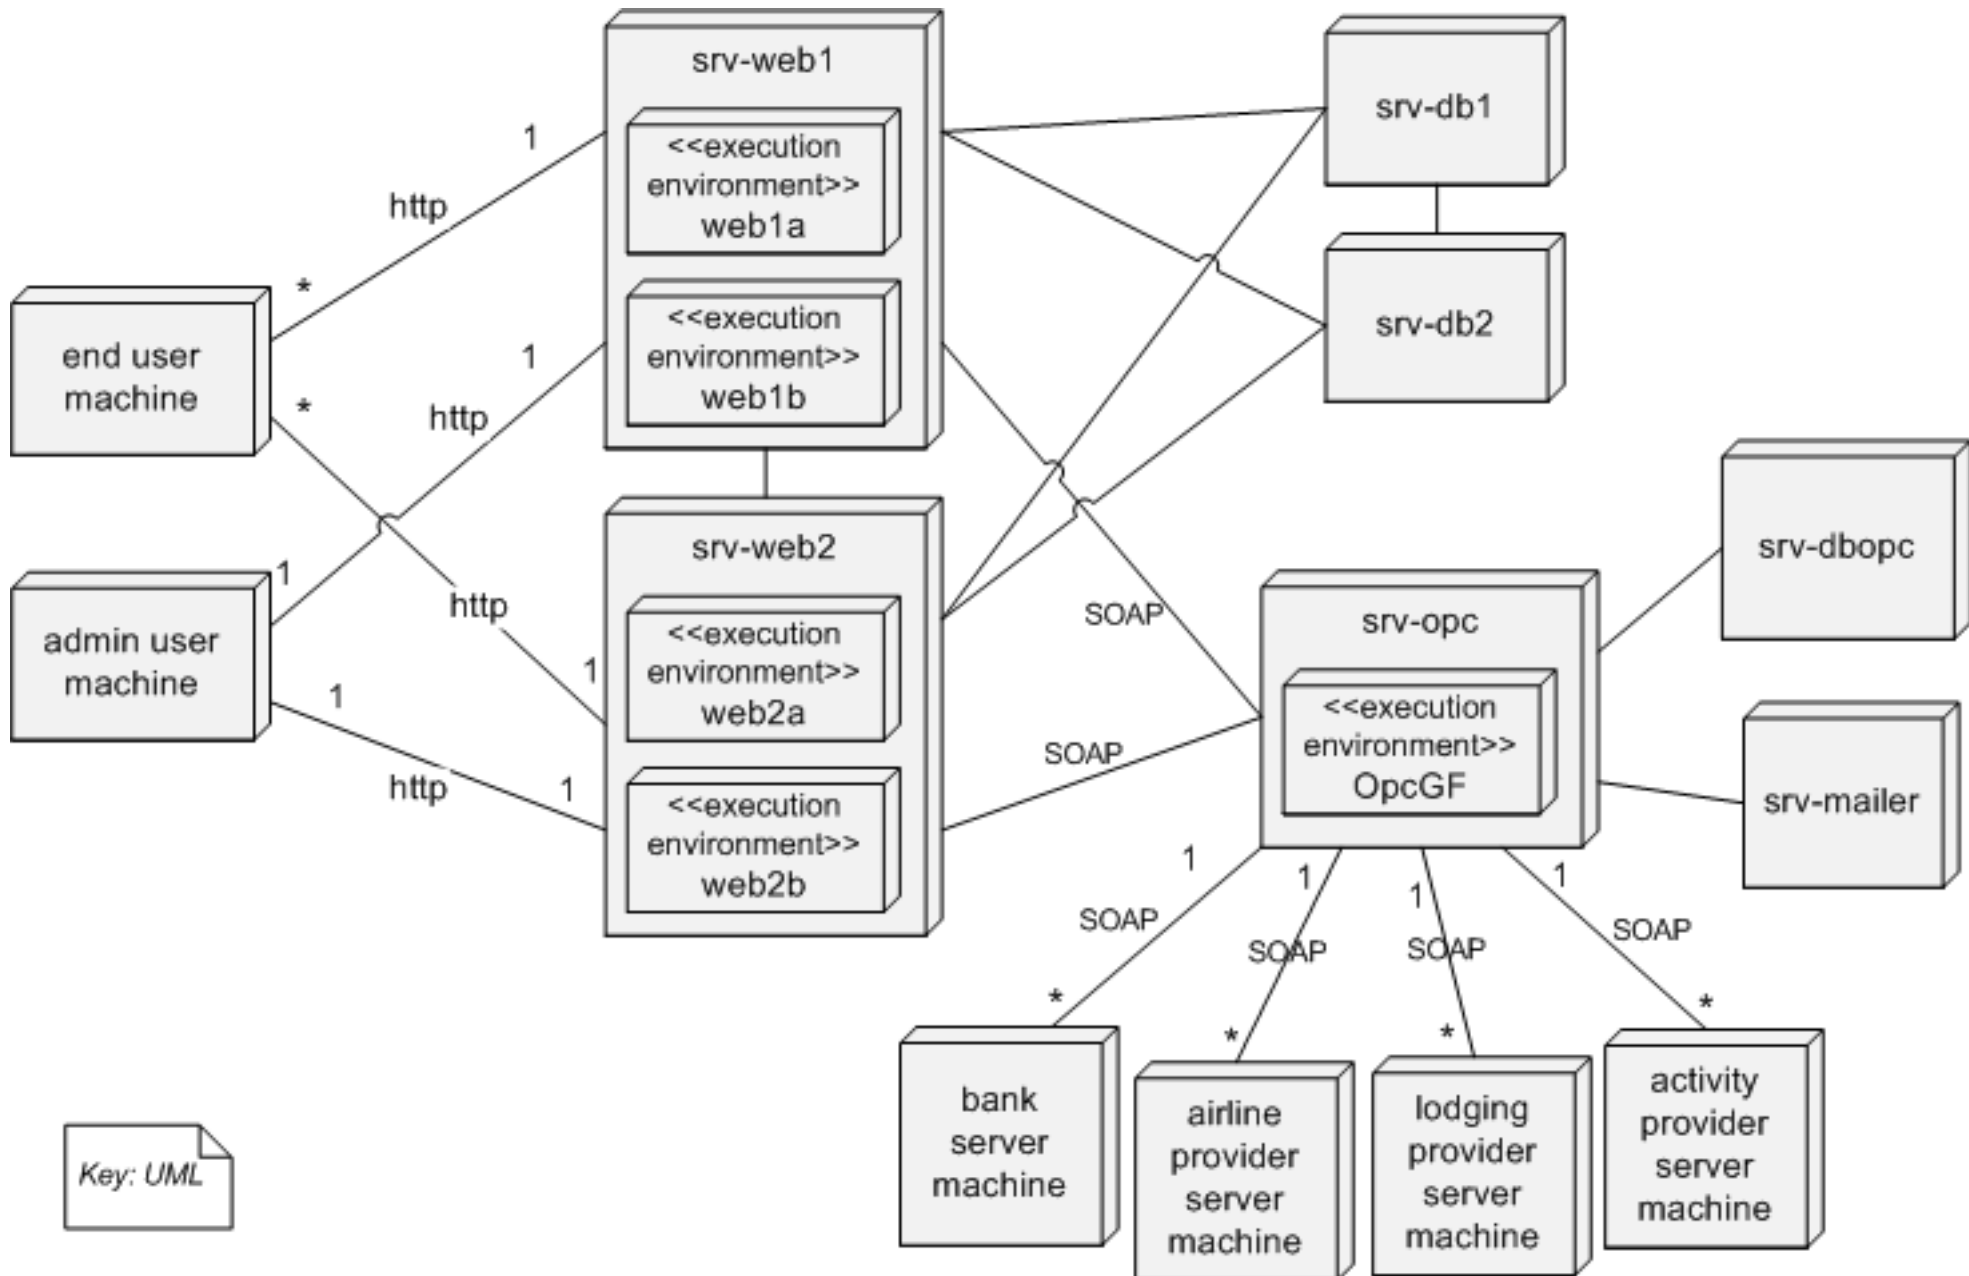 srv-web1
<<execution
environment>>
web1a
<<execution
environment>>
web1b
srv-db1
srv-db2
1
http
*
end user
machine
*
1
http
1
admin user
machine
http
1
1
http
1
srv-web2
<<execution
environment>>
web2a
<<execution
environment>>
web2b
SOAP
SOAP
srv-opc
<<execution
environment>>
OpcGF
srv-dbopc
srv-mailer
1
SOAP
*
1
SOAP
*
1
SOAP
*
1
SOAP
*
bank
server
machine
airline
provider
server
machine
lodging
provider
server
machine
activity
provider
server
machine
Key: UML